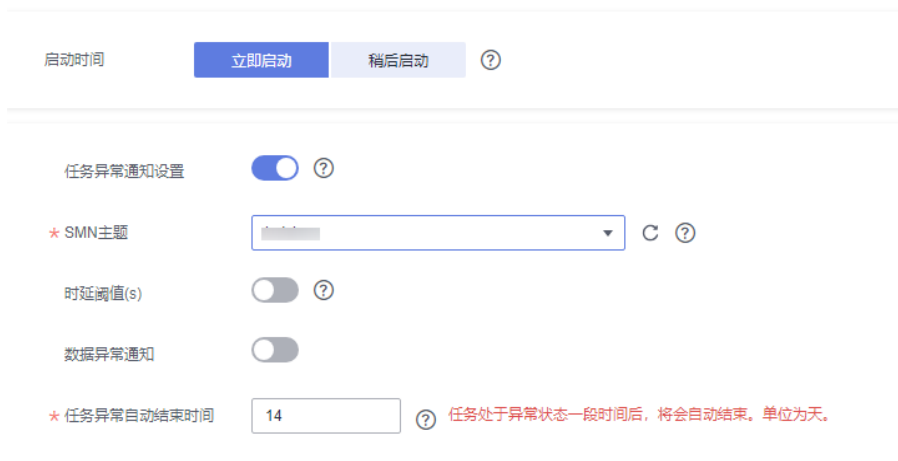 启动时间 立即启动 稍后启动 ?
任务异常通知设置 ?
* SMN主题 ?
时延阈值(s) ?
数据异常通知
* 任务异常自动结束时间 14 ? 任务处于异常状态一段时间后，将会自动结束。单位为天。